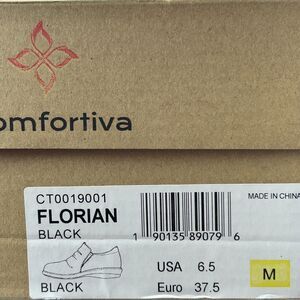 omfortiva
CT0019001
FLORIAN
BLACK
1 90135 89079 6
MADE IN CHINA
BLACK
USA 6.5
Euro 37.5
M